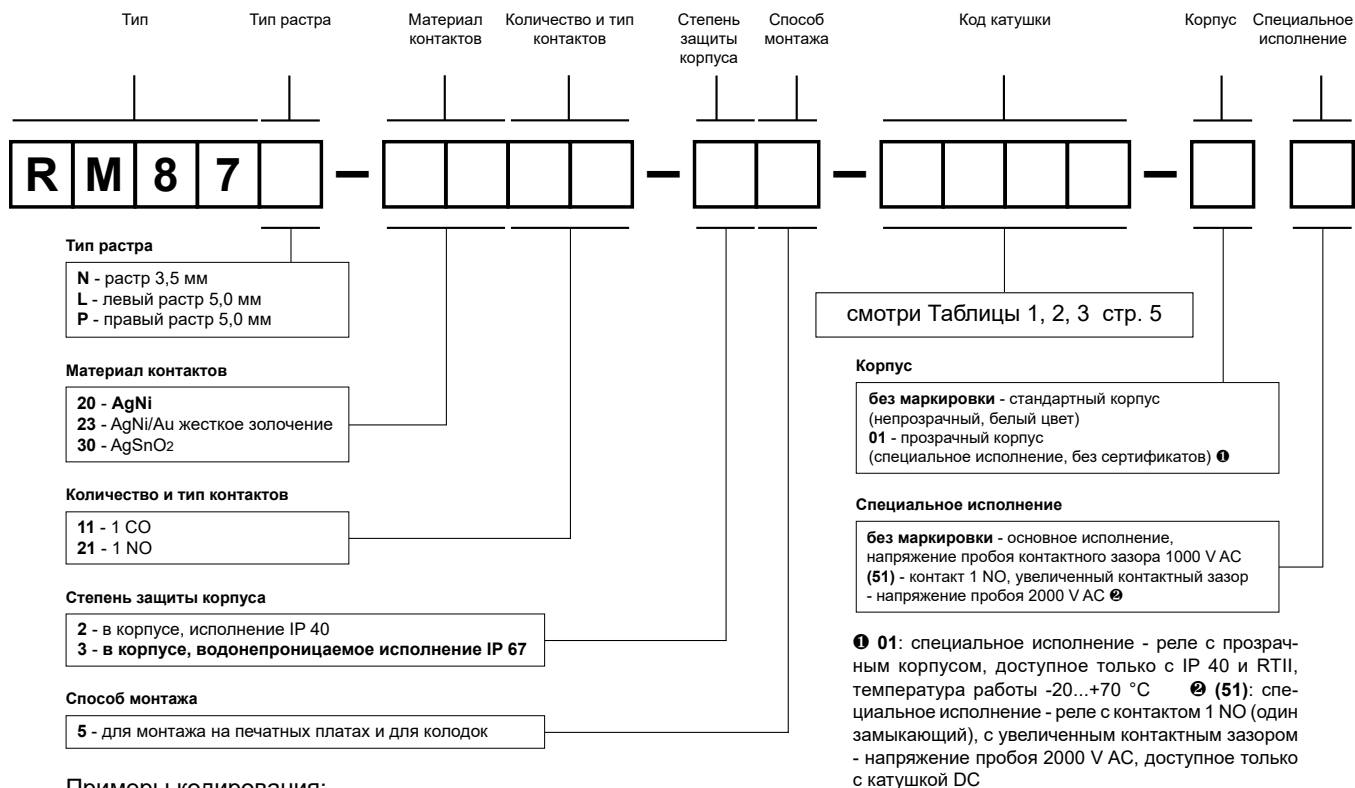 Тип Тип растра Материал контактов Количество и тип контактов Степень защиты корпуса Способ монтажа Код катушки Корпус Специальное исполнение
R M 8 7 – – – –
Тип растра
N - растр 3,5 мм
L - левый растр 5,0 мм
P - правый растр 5,0 мм
Материал контактов
20 - AgNi
23 - AgNi/Au жесткое золочение
30 - AgSnO2
Количество и тип контактов
11 - 1 CO
21 - 1 NO
Степень защиты корпуса
2 - в корпусе, исполнение IP 40
3 - в корпусе, водонепроницаемое исполнение IP 67
Способ монтажа
5 - для монтажа на печатных платах и для колодок
Примеры кодирования:
смотри Таблицы 1, 2, 3 стр. 5
Корпус
без маркировки - стандартный корпус
(непрозрачный, белый цвет)
01 - прозрачный корпус
(специальное исполнение, без сертификатов) ❶
Специальное исполнение
без маркировки - основное исполнение,
напряжение пробоя контактного зазора 1000 V AC
(51) - контакт 1 NO, увеличенный контактный зазор
- напряжение пробоя 2000 V AC ❷
❶ 01: специальное исполнение - реле с прозрач-
ным корпусом, доступное только с IP 40 и RTII,
температура работы -20...+70 °C ❷ (51): спе-
циальное исполнение - реле с контактом 1 NO (один
замыкающий), с увеличенным контактным зазором
- напряжение пробоя 2000 V AC, доступное только
с катушкой DC